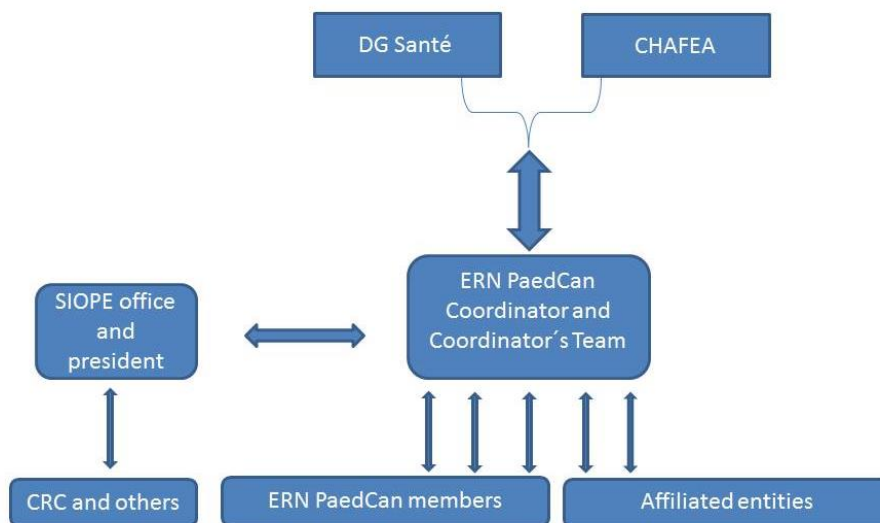 DG Santé
CHAFEA
ERN PaedCan
Coordinator and
Coordinator´s Team
SIOPE office
and
president
CRC and others
ERN PaedCan members
Affiliated entities